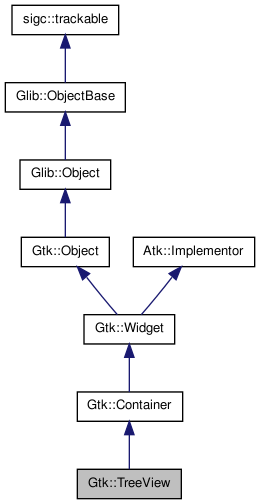 sigc::trackable
Glib::ObjectBase
Glib::Object
Gtk::Object
Atk::Implementor
Gtk::Widget
Gtk::Container
Gtk::TreeView